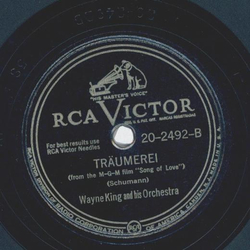 "HIS MASTER'S VOICE"
RCA VICTOR
For best results use
RCA Victor Needles
20-2492-B
TRÄUMEREI
(from the M-G-M film "Song of Love")
(Schumann)
Wayne King and his Orchestra
RCA